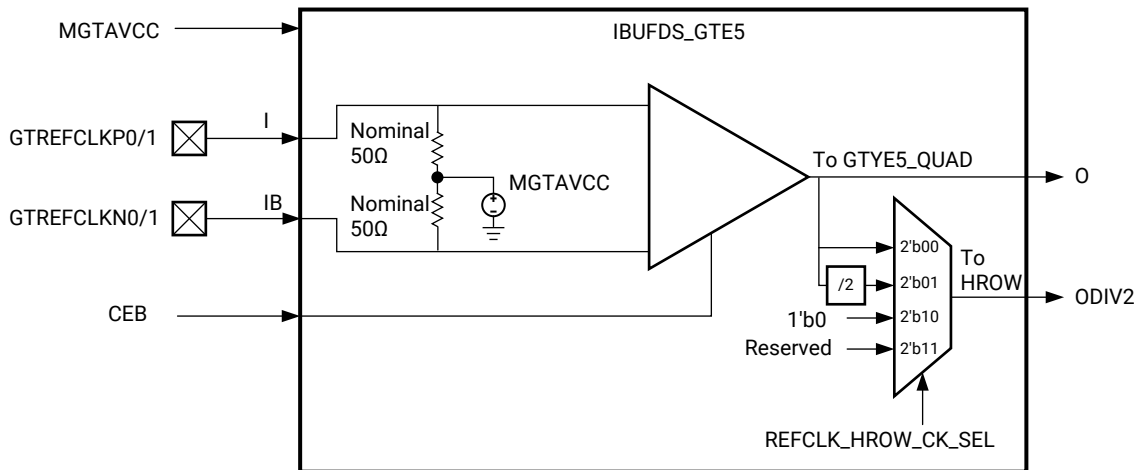 MGTAVCC
IBUFDS_GTE5
GTREFCLKP0/1
I
Nominal
50Ω
To GTYE5_QUAD
O
MGTAVCC
GTREFCLKN0/1
IB
Nominal
50Ω
2'b00
To
HROW
/2
2'b01
ODIV2
CEB
1'b0
2'b10
Reserved
2'b11
REFCLK_HROW_CK_SEL